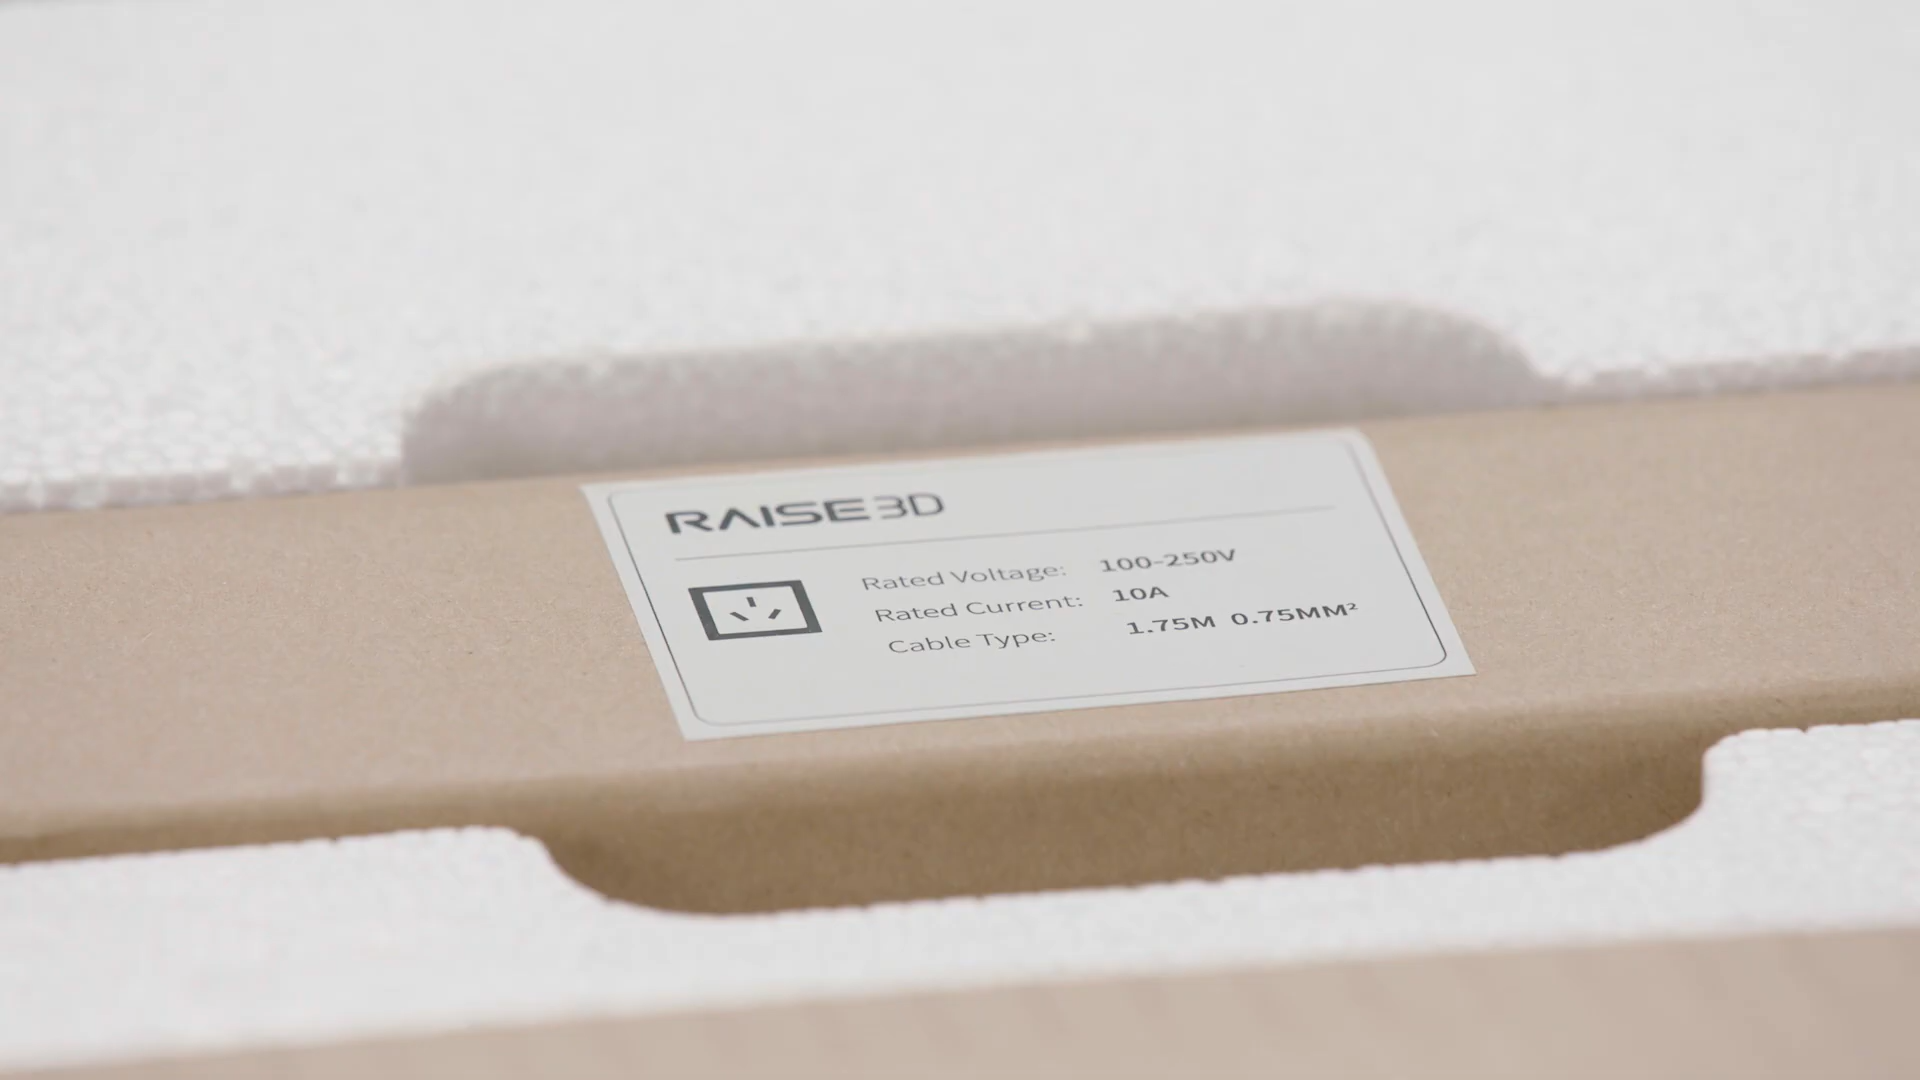 RAISE3D
Rated Voltage: 100-250V
Rated Current: 10A
Cable Type: 1.75M 0.75MM²